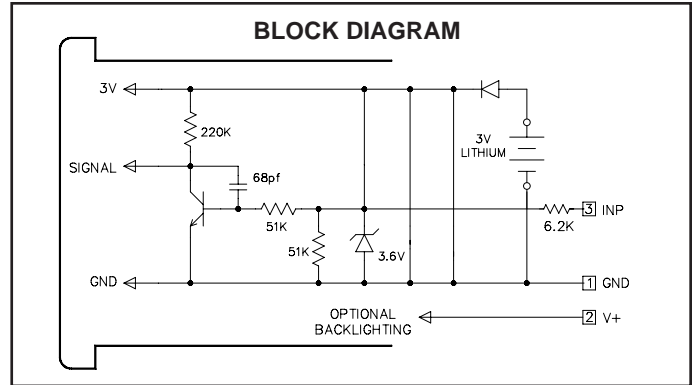 BLOCK DIAGRAM
3V
220K
3V
LITHIUM
SIGNAL
68pf
51K
3 INP
6.2K
51K
3.6V
GND
1 GND
OPTIONAL
BACKLIGHTING
2 V+